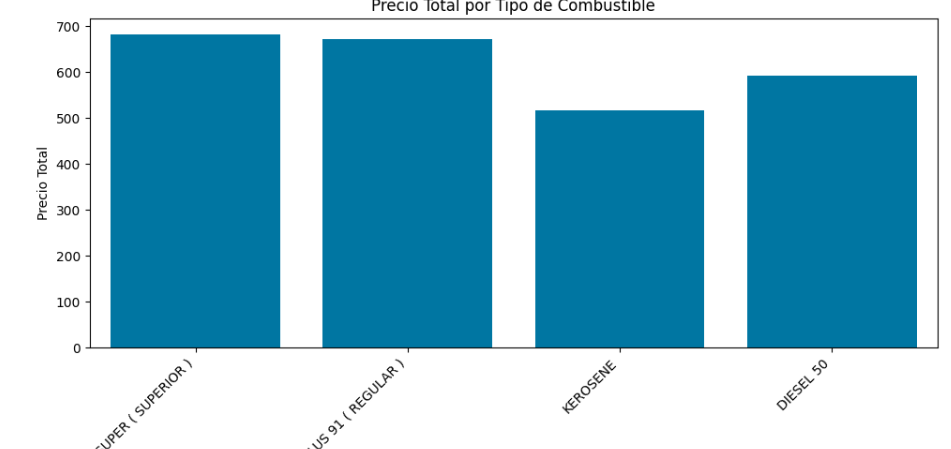 Precio Total por Tipo de Combustible
700
600
500
400
300
200
100
0
Precio Total
SUPER ( SUPERIOR )
LUS 91 ( REGULAR )
KEROSENE
DIESEL 50